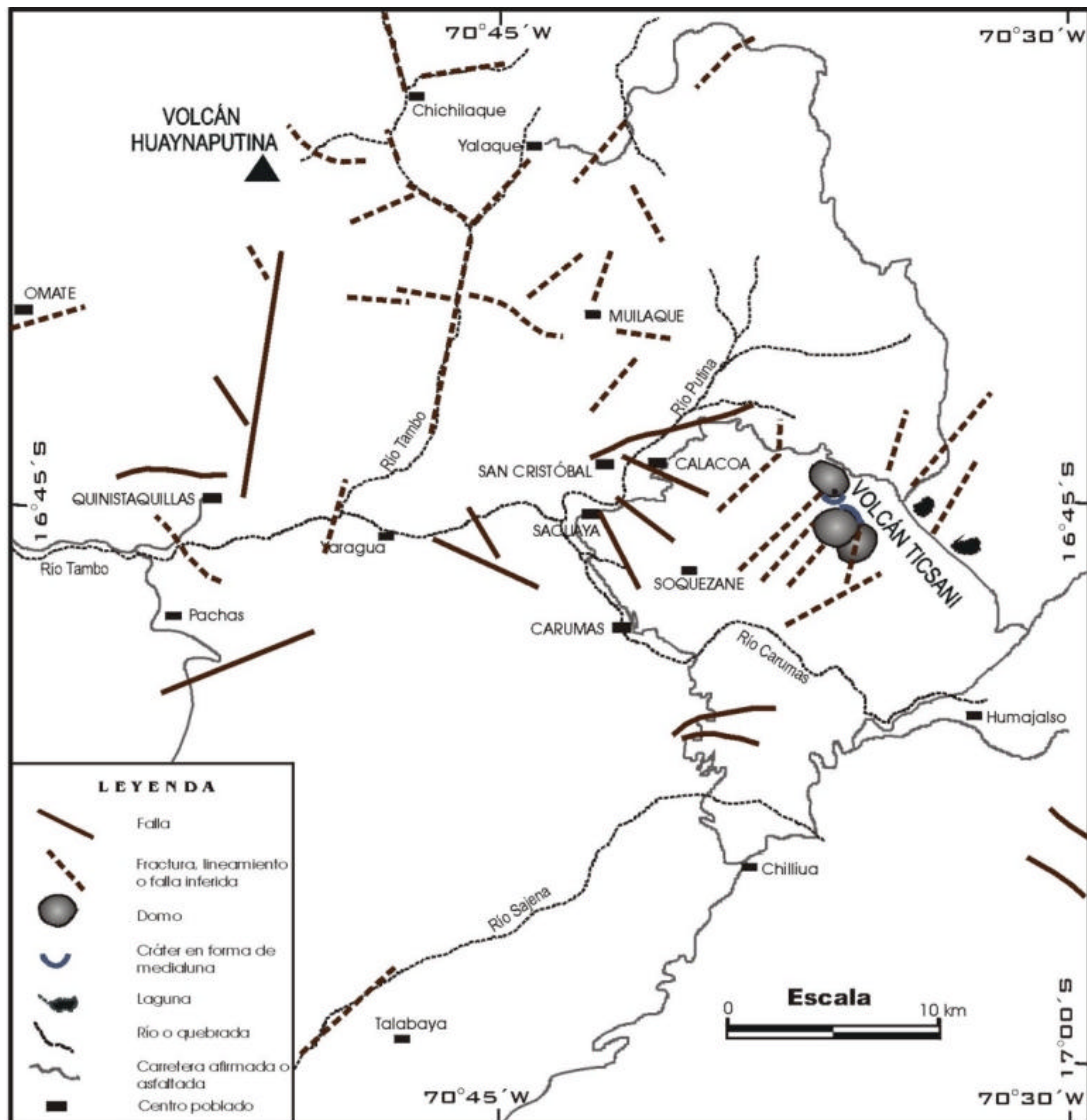 70°45´W
70°30´W
VOLCÁN
HUAYNAPUTINA
Chichilaque
Yalaque
OMATE
MUILAQUE
Río Putina
Río Tambo
16°45´S
QUINISTAQUILLAS
SAN CRISTÓBAL
CALACOA
VOLCÁN TICSANI
16°45´S
SAQUAYA
Yaragua
Río Tambo
SOQUEZANE
Pachas
CARUMAS
Río Carumas
Humajalso
LEYENDA
Falla
Fractura, lineamiento
o falla inferida
Domo
Cráter en forma de
medialuna
Laguna
Río o quebrada
Carretera afirmada o
asfaltada
Centro poblado
Chilliua
Río Sajena
Talabaya
Escala
0
10 km
17°00´S
70°45´W
70°30´W